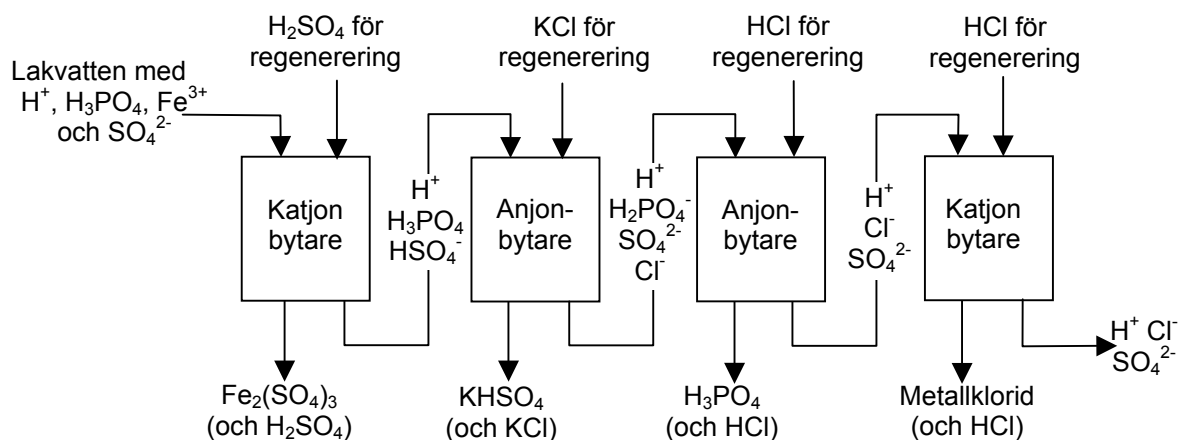 H₂SO₄ för
regenerering
KCl för
regenerering
HCl för
regenerering
HCl för
regenerering
Lakvatten med
H⁺, H₃PO₄, Fe³⁺
och SO₄²⁻
Katjon
bytare
H⁺
H₃PO₄
HSO₄⁻
Anjon-
bytare
H⁺
H₂PO₄⁻
SO₄²⁻
Cl⁻
Anjon-
bytare
H⁺
Cl⁻
SO₄²⁻
Katjon
bytare
H⁺ Cl⁻
SO₄²⁻
Fe₂(SO₄)₃
(och H₂SO₄)
KHSO₄
(och KCl)
H₃PO₄
(och HCl)
Metallklorid
(och HCl)